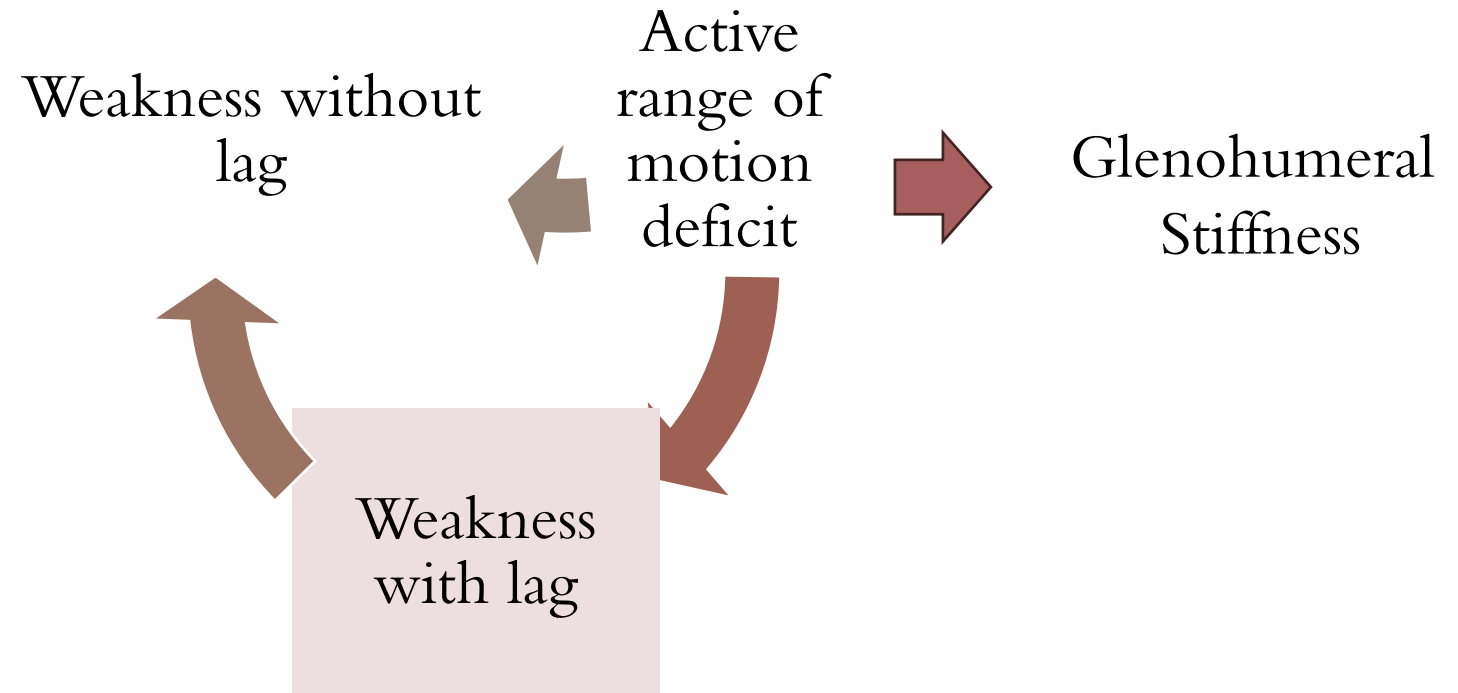 Weakness without
lag
Active
range of
motion
deficit
Glenohumeral
Stiffness
Weakness
with lag